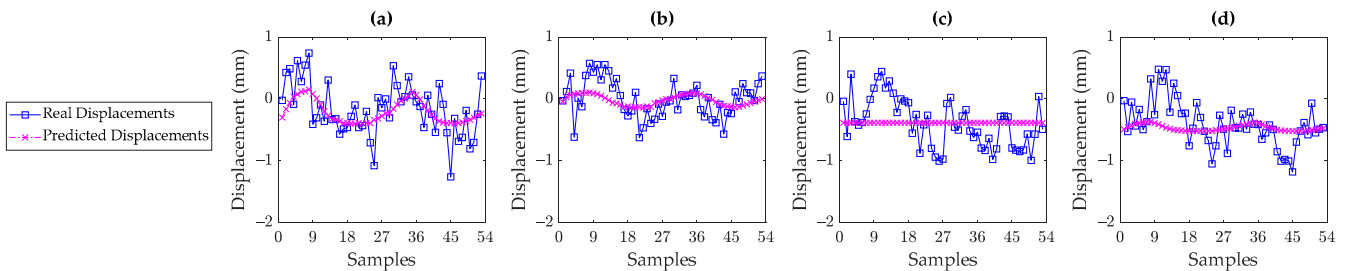 Real Displacements
Predicted Displacements
(a)
Displacement (mm)
1
0
−1
−2
0 9 18 27 36 45 54
Samples
(b)
Displacement (mm)
1
0
−1
−2
0 9 18 27 36 45 54
Samples
(c)
Displacement (mm)
1
0
−1
−2
0 9 18 27 36 45 54
Samples
(d)
Displacement (mm)
1
0
−1
−2
0 9 18 27 36 45 54
Samples